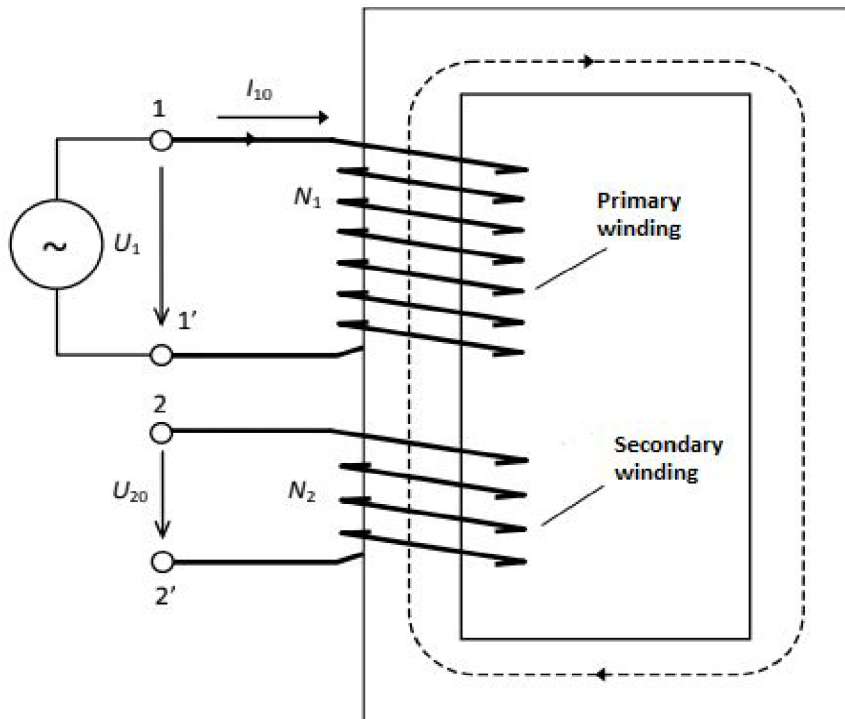 I₁₀
1
N₁
Primary
winding
~
U₁
1’
2
Secondary
winding
U₂₀
N₂
2’